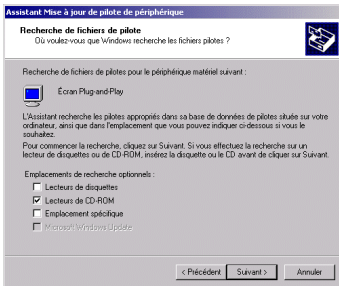 Assistant Mise à jour de pilote de périphérique
Recherche de fichiers de pilote
Où voulez-vous que Windows recherche les fichiers pilotes ?
Recherche de fichiers de pilotes pour le périphérique matériel suivant :
Écran Plug-and-Play
L'Assistant recherche les pilotes appropriés dans sa base de données de pilotes située sur votre
ordinateur, ainsi que dans l'emplacement que vous pouvez indiquer ci-dessous si vous le
souhaitez.
Pour commencer la recherche, cliquez sur Suivant. Si vous effectuez la recherche sur un
lecteur de disquettes ou de CD-ROM, insérez la disquette ou le CD avant de cliquer sur Suivant.
Emplacements de recherche optionnels :
Lecteurs de disquettes
Lecteurs de CD-ROM
Emplacement spécifique
Microsoft Windows Update
< Précédent
Suivant >
Annuler